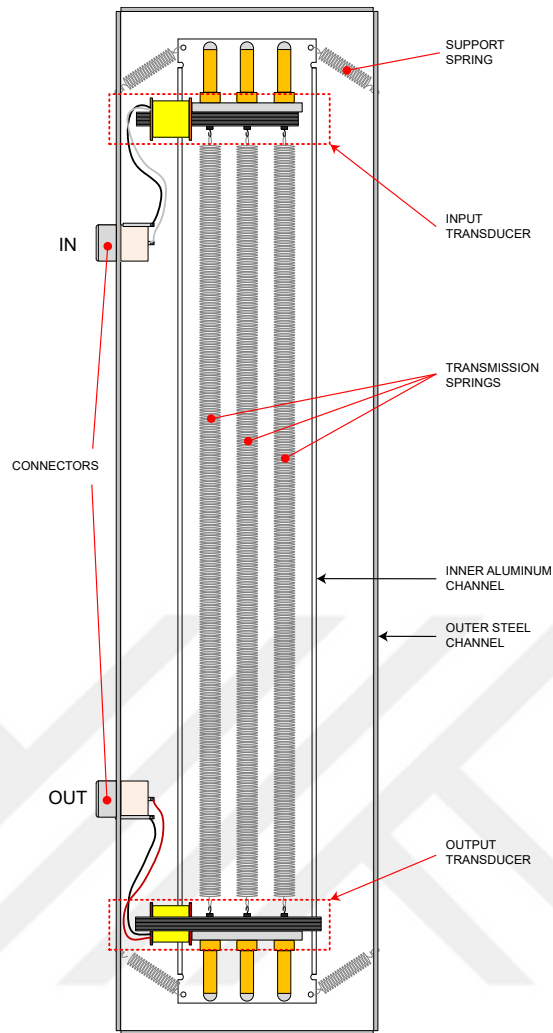 SUPPORT
SPRING
INPUT
TRANSDUCER
IN
TRANSMISSION
SPRINGS
CONNECTORS
INNER ALUMINUM
CHANNEL
OUTER STEEL
CHANNEL
OUT
OUTPUT
TRANSDUCER